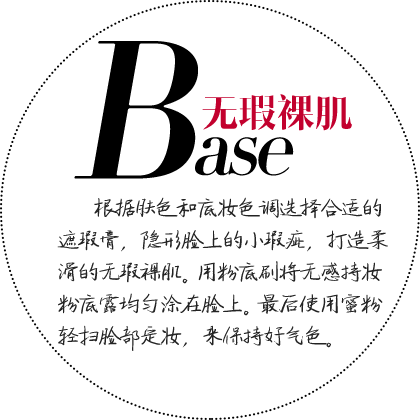 无瑕裸肌
Base
根据肤色和底妆色调选择合适的
遮瑕膏，隐形脸上的小瑕疵，打造柔
滑的无瑕裸肌。用粉底刷将无感持妆
粉底露均匀涂在脸上。最后使用蜜粉
轻扫脸部定妆，来保持好气色。